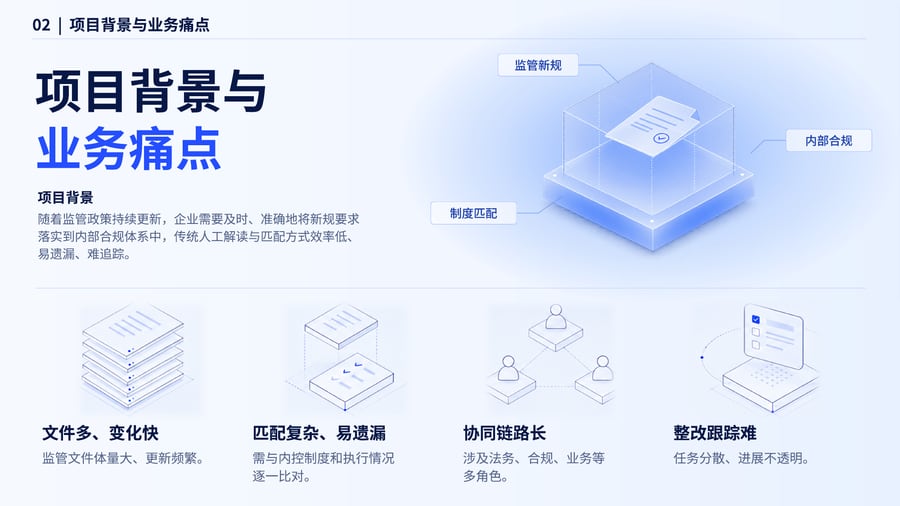 02 | 项目背景与业务痛点
项目背景与
业务痛点
项目背景
随着监管政策持续更新，企业需要及时、准确地将新规要求
落实到内部合规体系中，传统人工解读与匹配方式效率低、
易遗漏、难追踪。
监管新规
内部合规
制度匹配
文件多、变化快
监管文件体量大、更新频繁。
匹配复杂、易遗漏
需与内控制度和执行情况
逐一比对。
协同链路长
涉及法务、合规、业务等
多角色。
整改跟踪难
任务分散、进展不透明。